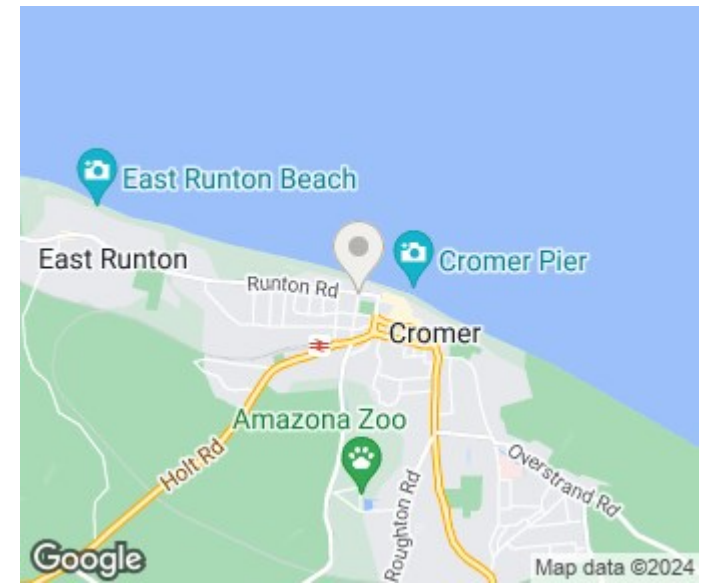 East Runton Beach
East Runton
Cromer Pier
Runton Rd
Cromer
Amazona Zoo
Holt Rd
Overstrand Rd
Roughton Rd
Google
Map data ©2024